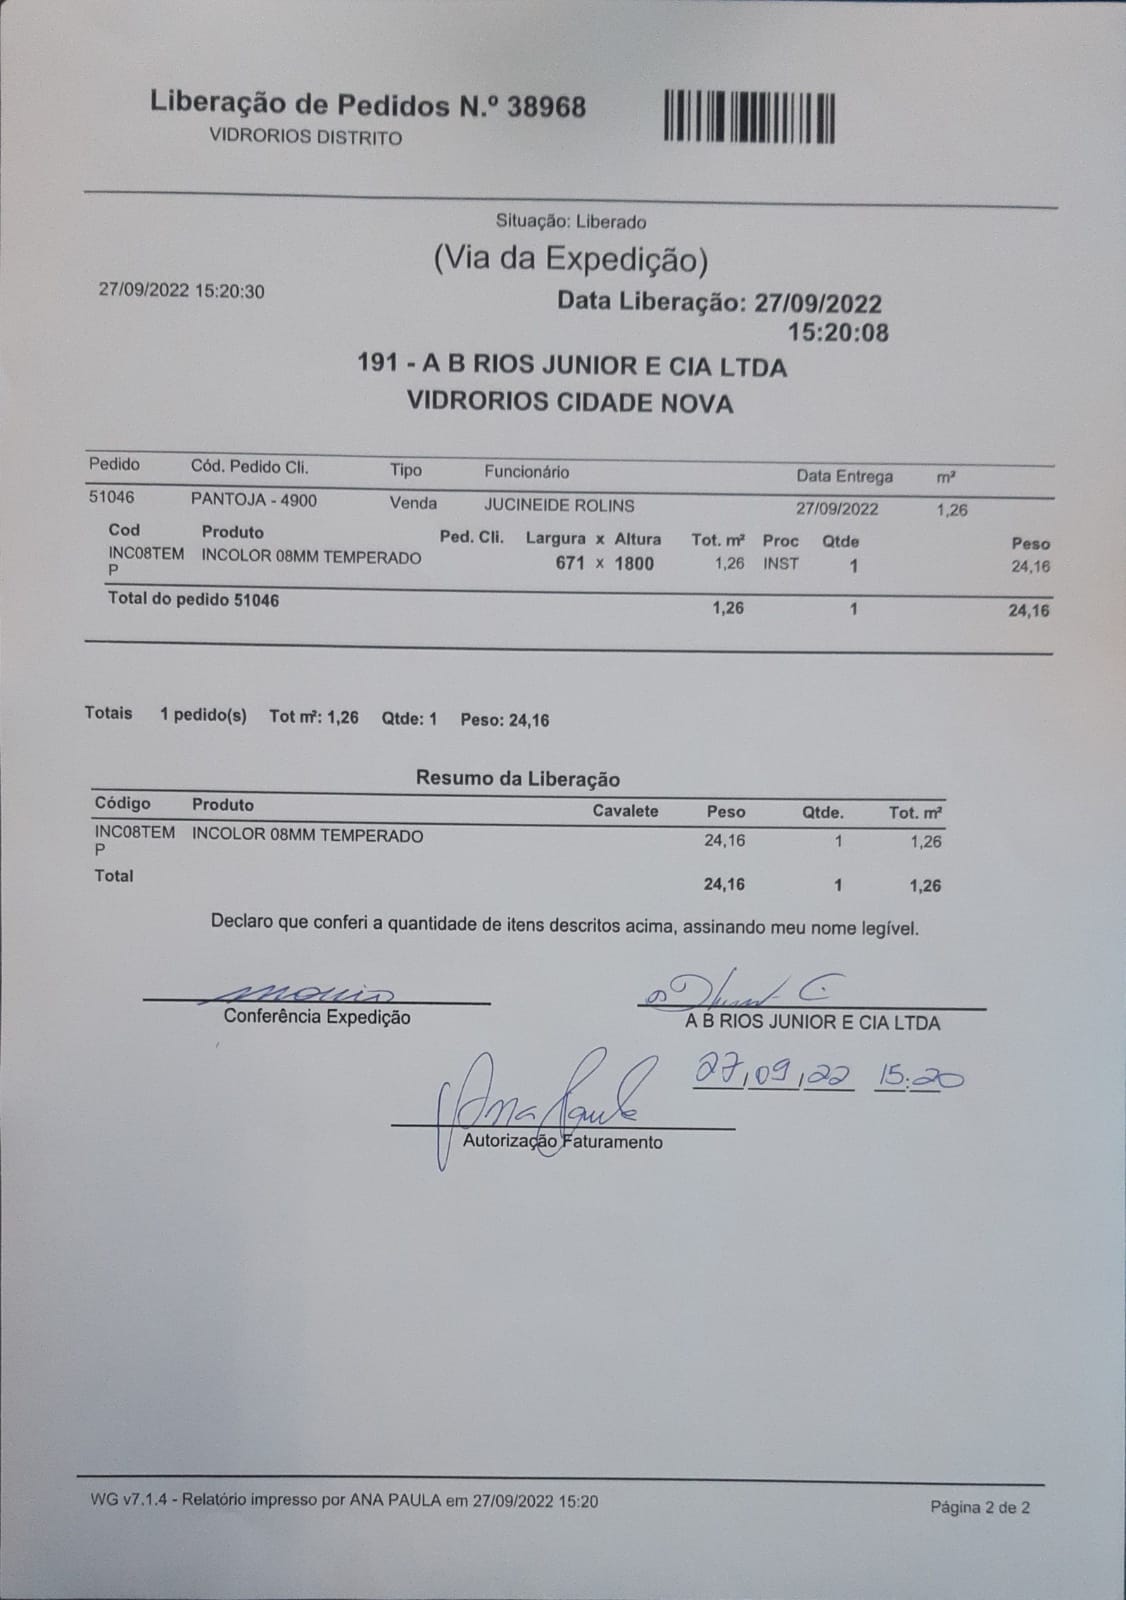 Liberação de Pedidos N.º 38968
VIDRORIOS DISTRITO
Situação: Liberado
(Via da Expedição)
27/09/2022 15:20:30
Data Liberação: 27/09/2022
15:20:08
191 - A B RIOS JUNIOR E CIA LTDA
VIDRORIOS CIDADE NOVA
Pedido Cód. Pedido Cli. Tipo Funcionário Data Entrega m²
51046 PANTOJA - 4900 Venda JUCINEIDE ROLINS 27/09/2022 1,26
Cod Produto Ped. Cli. Largura x Altura Tot. m² Proc Qtde Peso
INC08TEM INCOLOR 08MM TEMPERADO 671 x 1800 1,26 INST 1 24,16
P
Total do pedido 51046 1,26 1 24,16
Totais 1 pedido(s) Tot m²: 1,26 Qtde: 1 Peso: 24,16
Resumo da Liberação
Código Produto Cavalete Peso Qtde. Tot. m²
INC08TEM INCOLOR 08MM TEMPERADO 24,16 1 1,26
P
Total 24,16 1 1,26
Declaro que conferi a quantidade de itens descritos acima, assinando meu nome legível.
Conferência Expedição
A B RIOS JUNIOR E CIA LTDA
27,09,22 15:20
Ana Paula
Autorização Faturamento
WG v7.1.4 - Relatório impresso por ANA PAULA em 27/09/2022 15:20
Página 2 de 2